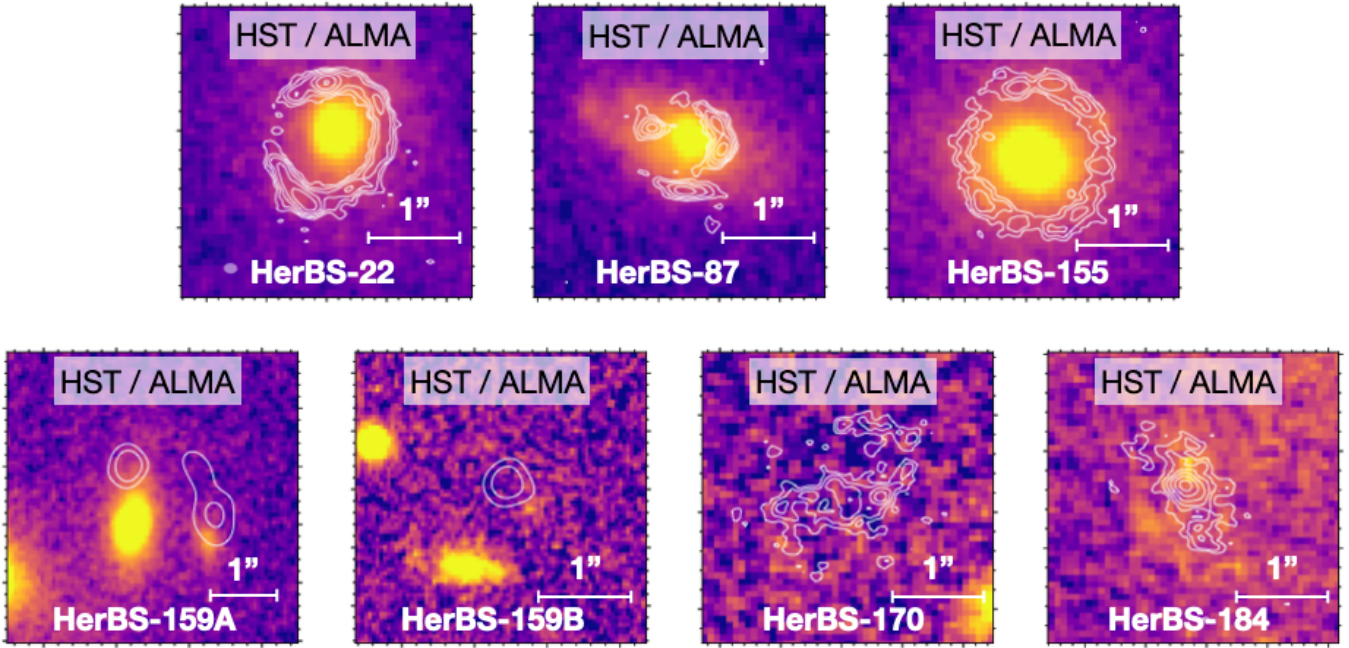 HST / ALMA
1”
HerBS-22
HST / ALMA
1”
HerBS-87
HST / ALMA
1”
HerBS-155
HST / ALMA
1”
HerBS-159A
HST / ALMA
1”
HerBS-159B
HST / ALMA
1”
HerBS-170
HST / ALMA
1”
HerBS-184